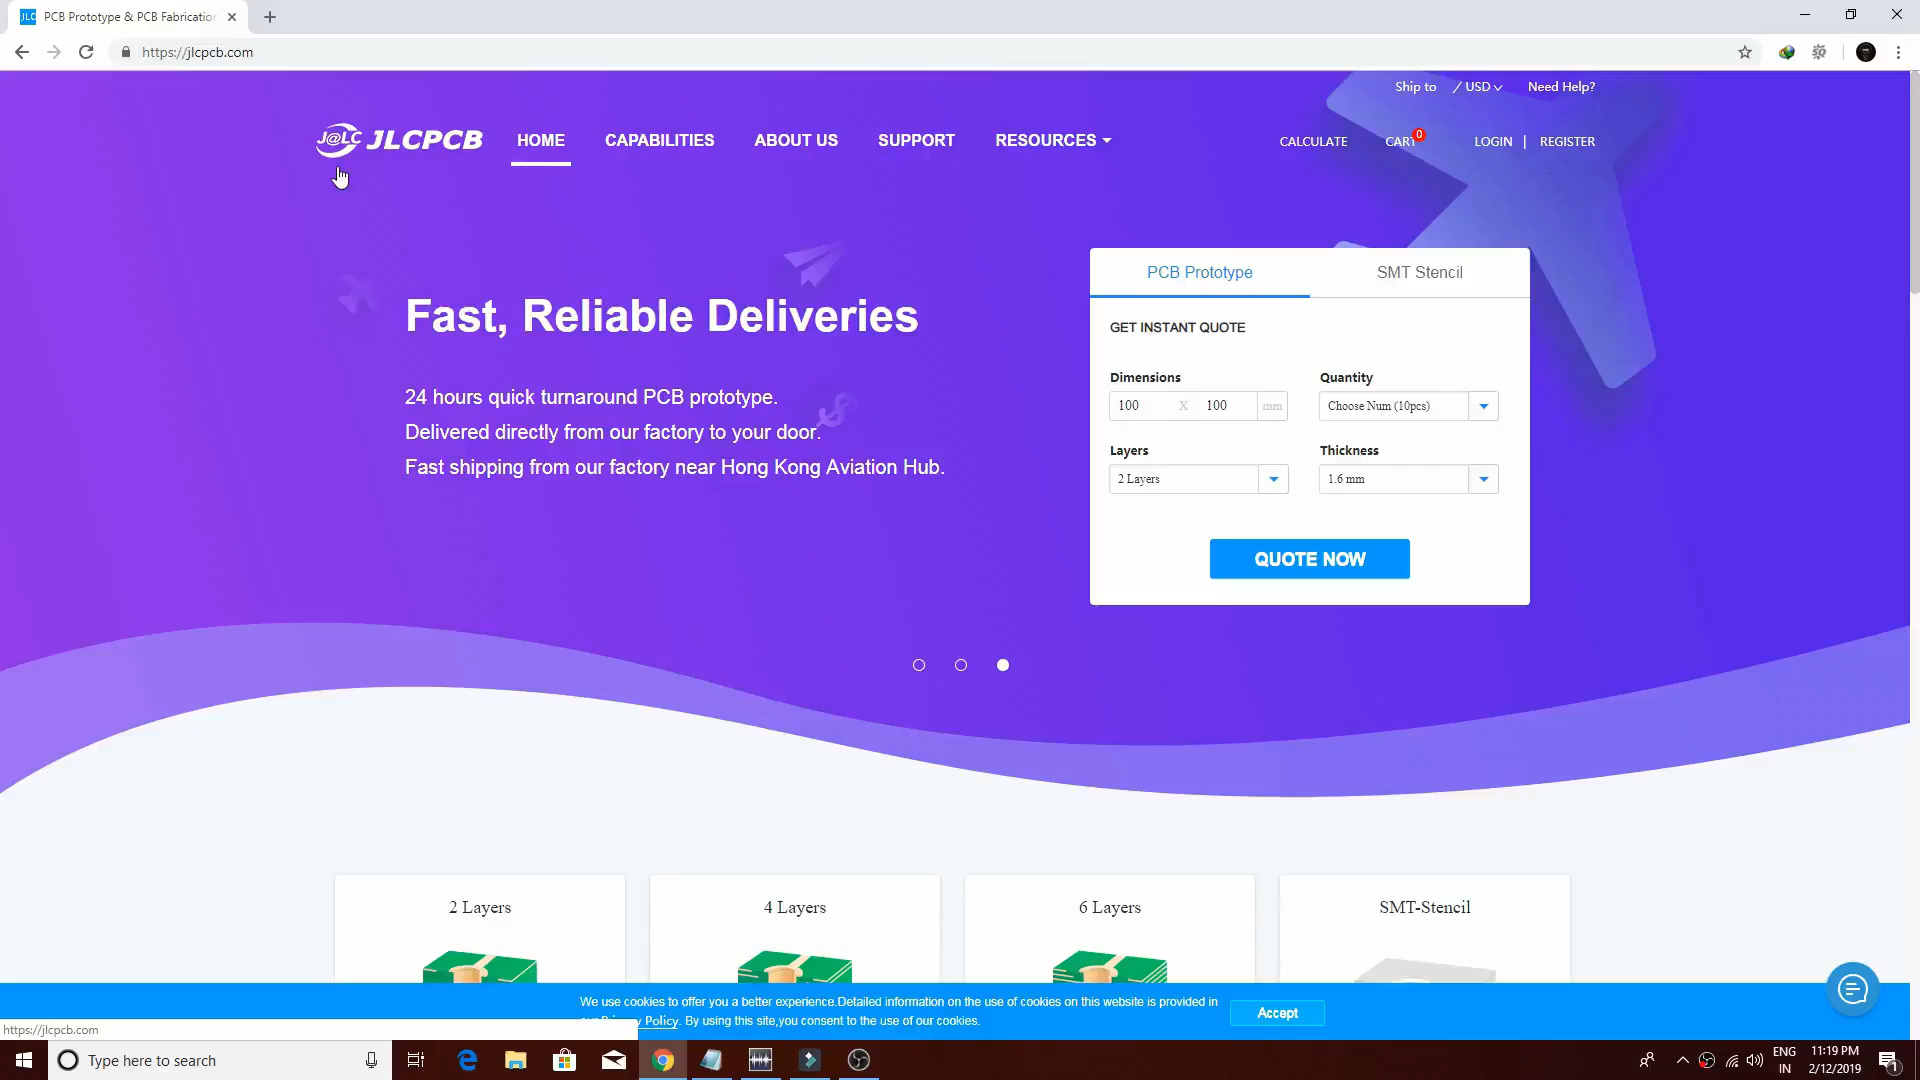 JLC PCB Prototype & PCB Fabrication
https://jlcpcb.com
Ship to / USD Need Help?
J@LC JLCPCB HOME CAPABILITIES ABOUT US SUPPORT RESOURCES CALCULATE CART 0 LOGIN | REGISTER
Fast, Reliable Deliveries
24 hours quick turnaround PCB prototype.
Delivered directly from our factory to your door.
Fast shipping from our factory near Hong Kong Aviation Hub.
PCB Prototype SMT Stencil
GET INSTANT QUOTE
Dimensions Quantity
100 X 100 mm Choose Num (10pcs)
Layers Thickness
2 Layers 1.6 mm
QUOTE NOW
2 Layers 4 Layers 6 Layers SMT-Stencil
We use cookies to offer you a better experience.Detailed information on the use of cookies on this website is provided in
Policy. By using this site,you consent to the use of our cookies.
Accept
https://jlcpcb.com
Type here to search
ENG
IN
11:19 PM
2/12/2019
1